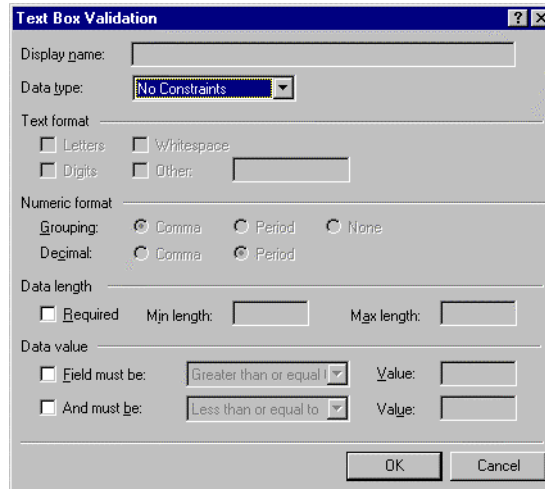 Text Box Validation
Display name:
Data type: No Constraints
Text format
Letters Whitespace
Digits Other:
Numeric format
Grouping: Comma Period None
Decimal: Comma Period
Data length
Required Min length: Max length:
Data value
Field must be: Greater than or equal Value:
And must be: Less than or equal to Value:
OK Cancel